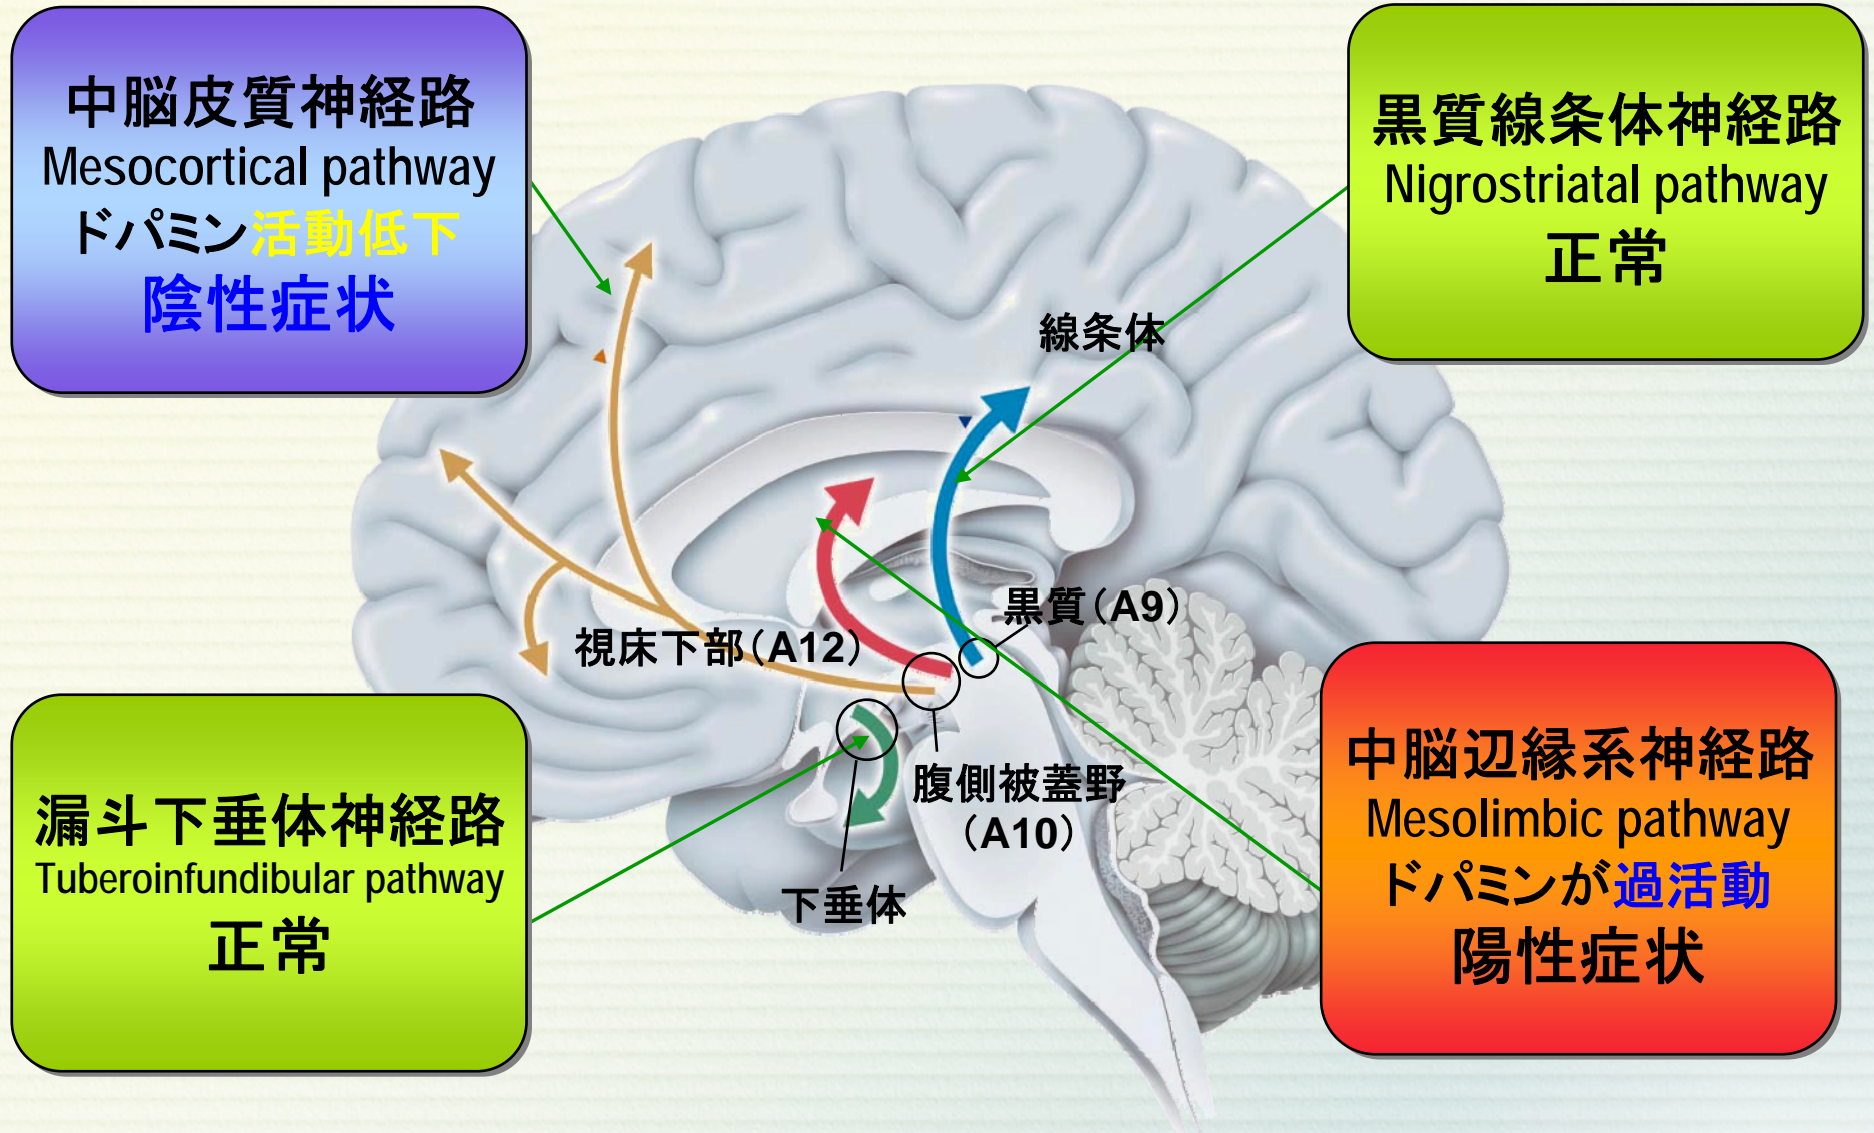 中脳皮質神経路
Mesocortical pathway
ドパミン活動低下
陰性症状
黒質線条体神経路
Nigrostriatal pathway
正常
線条体
黒質（A9）
視床下部（A12）
腹側被蓋野
（A10）
下垂体
漏斗下垂体神経路
Tuberoinfundibular pathway
正常
中脳辺縁系神経路
Mesolimbic pathway
ドパミンが過活動
陽性症状